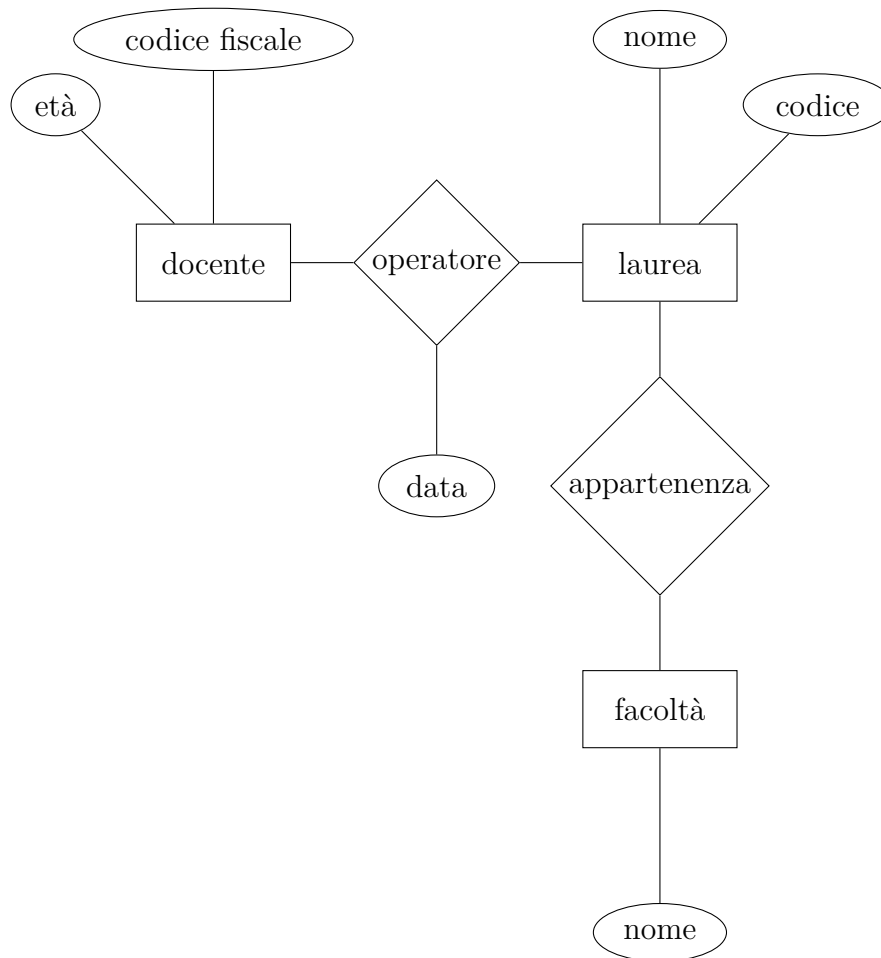 codice fiscale
nome
età
codice
docente
operatore
laurea
data
appartenenza
facoltà
nome